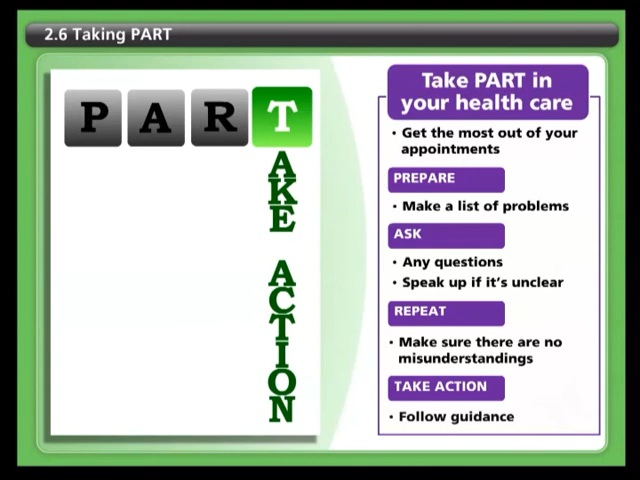 2.6 Taking PART
P A R T
AKE
ACTION
Take PART in
your health care
• Get the most out of your
appointments
PREPARE
• Make a list of problems
ASK
• Any questions
• Speak up if it's unclear
REPEAT
• Make sure there are no
misunderstandings
TAKE ACTION
• Follow guidance